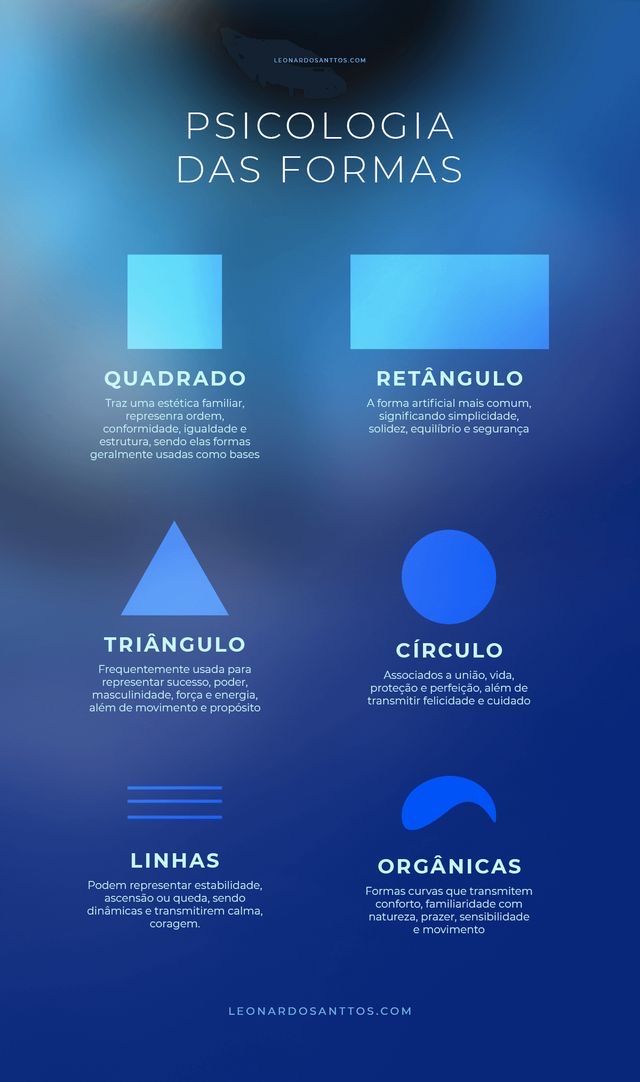 LEONARDOSANTTOS.COM
PSICOLOGIA
DAS FORMAS
QUADRADO
Traz uma estética familiar,
represenra ordem,
conformidade, igualdade e
estrutura, sendo elas formas
geralmente usadas como bases
RETÂNGULO
A forma artificial mais comum,
significando simplicidade,
solidez, equilíbrio e segurança
TRIÂNGULO
Frequentemente usada para
representar sucesso, poder,
masculinidade, força e energia,
além de movimento e propósito
CÍRCULO
Associados a união, vida,
proteção e perfeição, além de
transmitir felicidade e cuidado
LINHAS
Podem representar estabilidade,
ascensão ou queda, sendo
dinâmicas e transmitirem calma,
coragem.
ORGÂNICAS
Formas curvas que transmitem
conforto, familiaridade com
natureza, prazer, sensibilidade
e movimento
LEONARDOSANTTOS.COM